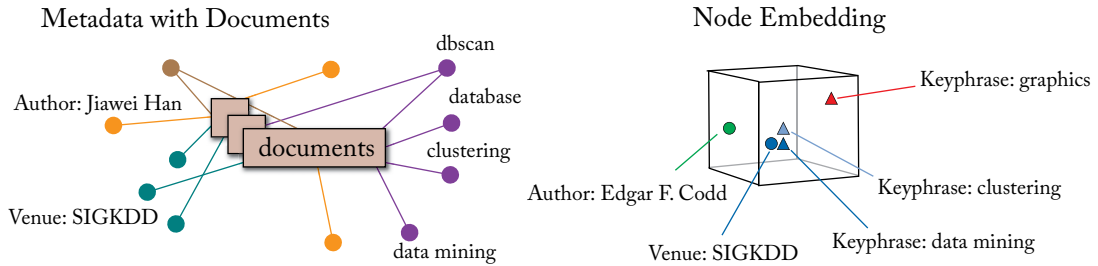 Metadata with Documents
dbscan
Author: Jiawei Han
database
documents
clustering
Venue: SIGKDD
data mining
Node Embedding
Keyphrase: graphics
Author: Edgar F. Codd
Keyphrase: clustering
Venue: SIGKDD
Keyphrase: data mining